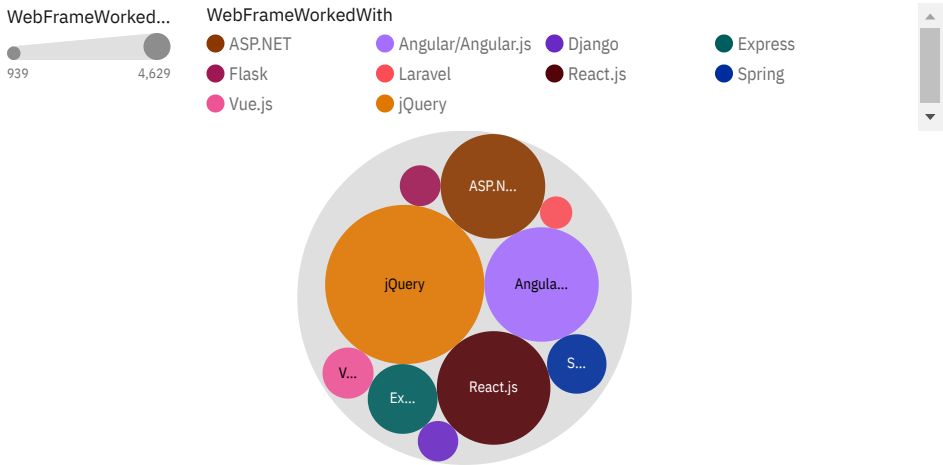 WebFrameWorked...
939 4,629
WebFrameWorkedWith
ASP.NET Angular/Angular.js Django Express
Flask Laravel React.js Spring
Vue.js jQuery
ASP.N...
jQuery
Angula...
S...
V...
React.js
Ex...